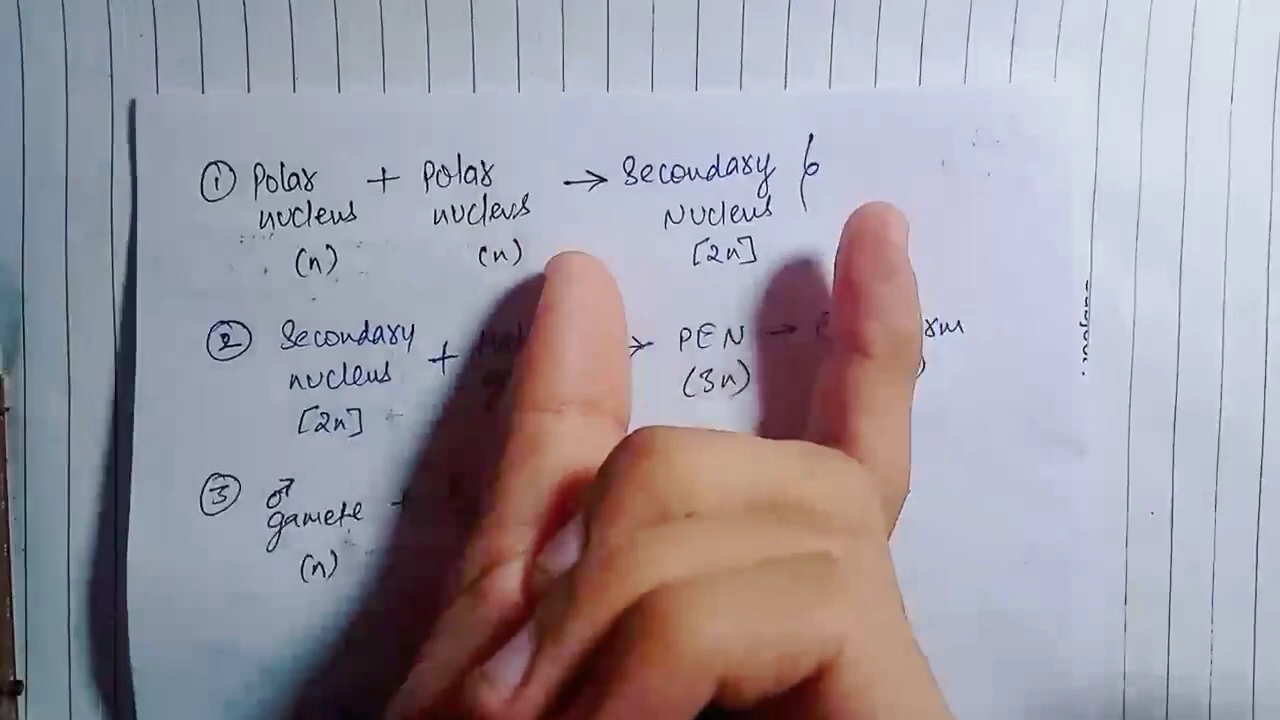 ① Polar + Polar → Secondary
nucleus nucleus Nucleus
(n) (n) [2n]
② Secondary + → PEN →
nucleus (3n)
[2n]
③ ♂
gamete +
(n)